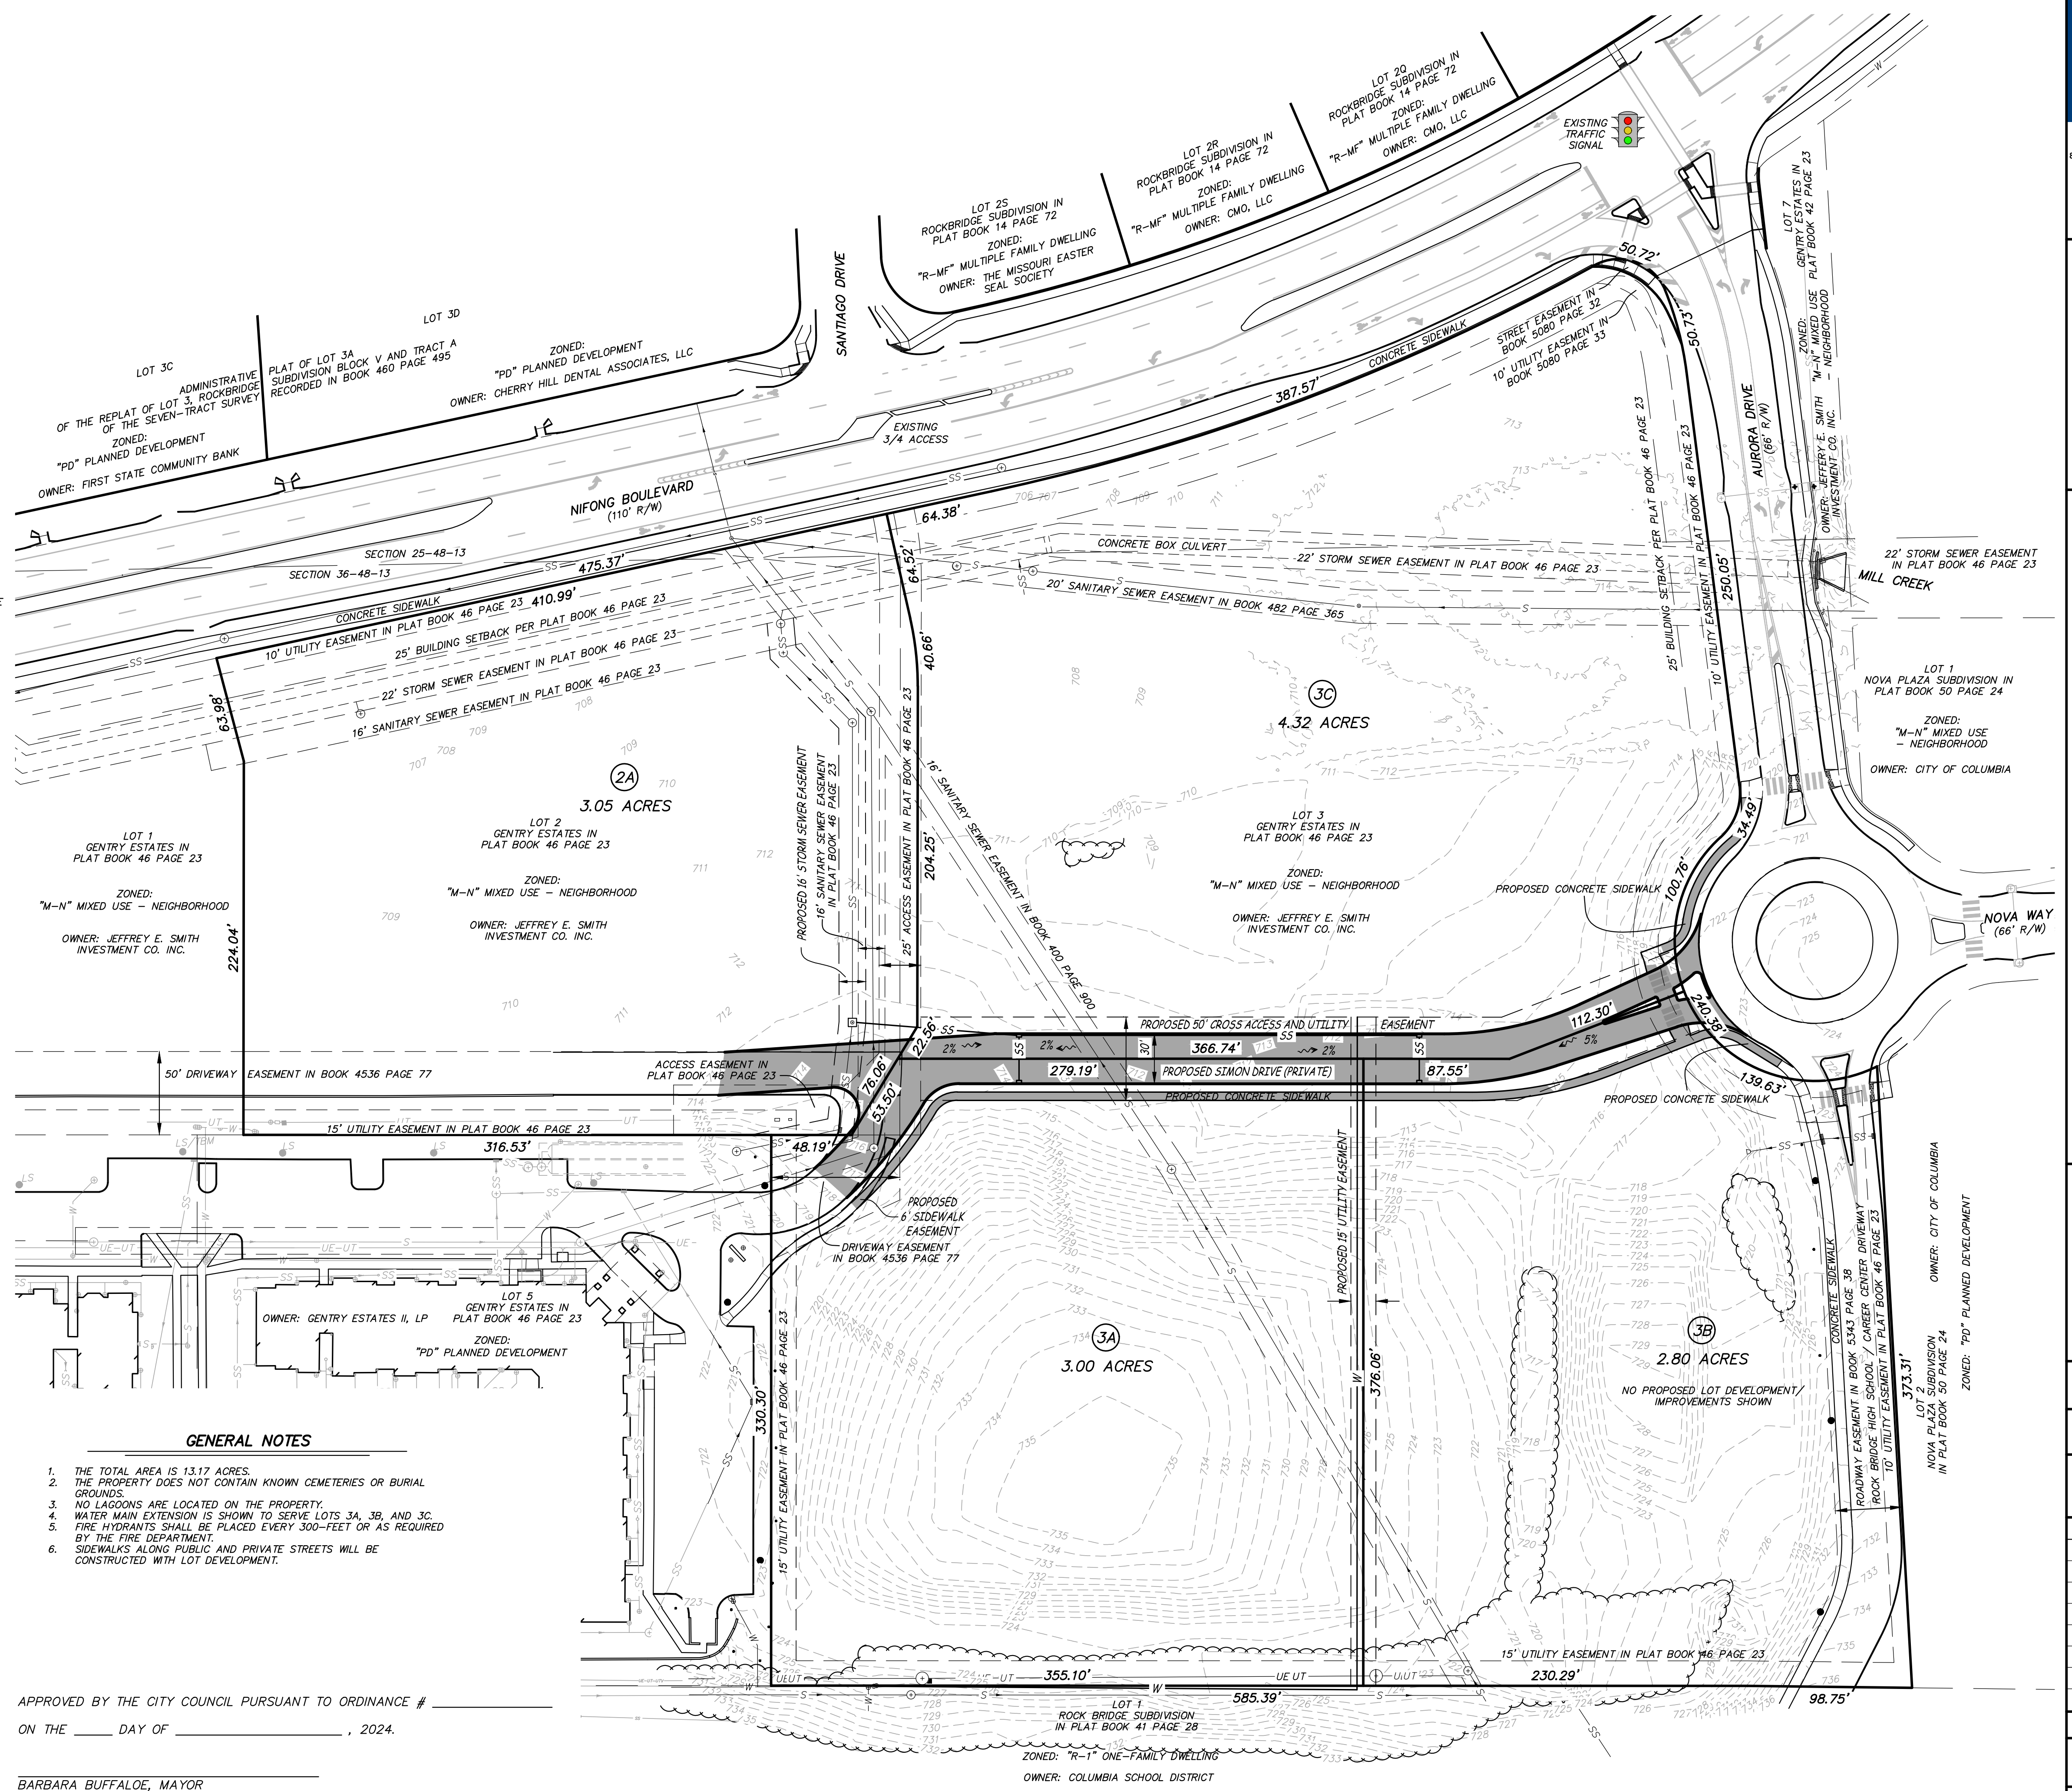 LOT 2Q
ROCKBRIDGE SUBDIVISION IN
PLAT BOOK 14 PAGE 72
ZONED:
"R-MF" MULTIPLE FAMILY DWELLING
OWNER: CMO, LLC
LOT 2R
ROCKBRIDGE SUBDIVISION IN
PLAT BOOK 14 PAGE 72
ZONED:
"R-MF" MULTIPLE FAMILY DWELLING
OWNER: CMO, LLC
LOT 2S
ROCKBRIDGE SUBDIVISION IN
PLAT BOOK 14 PAGE 72
ZONED:
"R-MF" MULTIPLE FAMILY DWELLING
OWNER: THE MISSOURI EASTER
SEAL SOCIETY
EXISTING
TRAFFIC
SIGNAL
LOT 7
GENTRY ESTATES IN
PLAT BOOK 42 PAGE 23
ZONED:
"M-N" MIXED USE
- NEIGHBORHOOD
OWNER: JEFFERY E. SMITH
INVESTMENT CO. INC.
SANTIAGO DRIVE
LOT 3C
LOT 3D
ADMINISTRATIVE PLAT OF LOT 3A
OF THE REPLAT OF LOT 3, ROCKBRIDGE SUBDIVISION BLOCK V AND TRACT A
OF THE SEVEN-TRACT SURVEY RECORDED IN BOOK 460 PAGE 495
ZONED:
"PD" PLANNED DEVELOPMENT
OWNER: FIRST STATE COMMUNITY BANK
ZONED:
"PD" PLANNED DEVELOPMENT
OWNER: CHERRY HILL DENTAL ASSOCIATES, LLC
50.72'
50.73'
STREET EASEMENT IN
BOOK 5080 PAGE 32
10' UTILITY EASEMENT IN
BOOK 5080 PAGE 33
CONCRETE SIDEWALK
387.57'
EXISTING
3/4 ACCESS
AURORA DRIVE
(66' R/W)
NIFONG BOULEVARD
(110' R/W)
64.38'
SECTION 25-48-13
SECTION 36-48-13
475.37'
CONCRETE SIDEWALK
410.99'
10' UTILITY EASEMENT IN PLAT BOOK 46 PAGE 23
25' BUILDING SETBACK PER PLAT BOOK 46 PAGE 23
22' STORM SEWER EASEMENT IN PLAT BOOK 46 PAGE 23
16' SANITARY SEWER EASEMENT IN PLAT BOOK 46 PAGE 23
63.98'
64.52'
40.66'
CONCRETE BOX CULVERT
22' STORM SEWER EASEMENT IN PLAT BOOK 46 PAGE 23
20' SANITARY SEWER EASEMENT IN BOOK 482 PAGE 365
25' BUILDING SETBACK PER PLAT BOOK 46 PAGE 23
10' UTILITY EASEMENT IN PLAT BOOK 46 PAGE 23
250.05'
22' STORM SEWER EASEMENT
IN PLAT BOOK 46 PAGE 23
MILL CREEK
LOT 1
NOVA PLAZA SUBDIVISION IN
PLAT BOOK 50 PAGE 24
ZONED:
"M-N" MIXED USE
- NEIGHBORHOOD
OWNER: CITY OF COLUMBIA
2A
3.05 ACRES
LOT 2
GENTRY ESTATES IN
PLAT BOOK 46 PAGE 23
ZONED:
"M-N" MIXED USE - NEIGHBORHOOD
OWNER: JEFFREY E. SMITH
INVESTMENT CO. INC.
LOT 1
GENTRY ESTATES IN
PLAT BOOK 46 PAGE 23
ZONED:
"M-N" MIXED USE - NEIGHBORHOOD
OWNER: JEFFREY E. SMITH
INVESTMENT CO. INC.
224.04'
PROPOSED 16' STORM SEWER EASEMENT
16' SANITARY SEWER EASEMENT
IN PLAT BOOK 46 PAGE 23
25' ACCESS EASEMENT IN PLAT BOOK 46 PAGE 23
204.25'
16' SANITARY SEWER EASEMENT IN BOOK 400 PAGE 900
3C
4.32 ACRES
LOT 3
GENTRY ESTATES IN
PLAT BOOK 46 PAGE 23
ZONED:
"M-N" MIXED USE - NEIGHBORHOOD
OWNER: JEFFREY E. SMITH
INVESTMENT CO. INC.
PROPOSED CONCRETE SIDEWALK
34.49'
100.76'
NOVA WAY
(66' R/W)
112.30'
240.38'
5%
22.56'
PROPOSED 50' CROSS ACCESS AND UTILITY EASEMENT
2%
2%
30'
366.74'
2%
279.19'
PROPOSED SIMON DRIVE (PRIVATE)
87.55'
PROPOSED CONCRETE SIDEWALK
139.63'
PROPOSED CONCRETE SIDEWALK
50' DRIVEWAY EASEMENT IN BOOK 4536 PAGE 77
ACCESS EASEMENT IN
PLAT BOOK 46 PAGE 23
76.06'
53.50'
15' UTILITY EASEMENT IN PLAT BOOK 46 PAGE 23
316.53'
48.19'
PROPOSED
6' SIDEWALK
EASEMENT
DRIVEWAY EASEMENT
IN BOOK 4536 PAGE 77
OWNER: GENTRY ESTATES II, LP
LOT 5
GENTRY ESTATES IN
PLAT BOOK 46 PAGE 23
ZONED:
"PD" PLANNED DEVELOPMENT
330.30'
15' UTILITY EASEMENT IN PLAT BOOK 46 PAGE 23
3A
3.00 ACRES
PROPOSED 15' UTILITY EASEMENT
376.06'
3B
2.80 ACRES
NO PROPOSED LOT DEVELOPMENT/
IMPROVEMENTS SHOWN
CONCRETE SIDEWALK
ROADWAY EASEMENT IN BOOK 5343 PAGE 38
ROCK BRIDGE HIGH SCHOOL / CAREER CENTER DRIVEWAY
10' UTILITY EASEMENT IN PLAT BOOK 46 PAGE 23
373.31'
LOT 2
NOVA PLAZA SUBDIVISION
IN PLAT BOOK 50 PAGE 24
OWNER: CITY OF COLUMBIA
ZONED: "PD" PLANNED DEVELOPMENT
15' UTILITY EASEMENT IN PLAT BOOK 46 PAGE 23
355.10'
230.29'
585.39'
98.75'
LOT 1
ROCK BRIDGE SUBDIVISION
IN PLAT BOOK 41 PAGE 28
ZONED: "R-1" ONE-FAMILY DWELLING
OWNER: COLUMBIA SCHOOL DISTRICT
GENERAL NOTES
1. THE TOTAL AREA IS 13.17 ACRES.
2. THE PROPERTY DOES NOT CONTAIN KNOWN CEMETERIES OR BURIAL
GROUNDS.
3. NO LAGOONS ARE LOCATED ON THE PROPERTY.
4. WATER MAIN EXTENSION IS SHOWN TO SERVE LOTS 3A, 3B, AND 3C.
5. FIRE HYDRANTS SHALL BE PLACED EVERY 300-FEET OR AS REQUIRED
BY THE FIRE DEPARTMENT.
6. SIDEWALKS ALONG PUBLIC AND PRIVATE STREETS WILL BE
CONSTRUCTED WITH LOT DEVELOPMENT.
APPROVED BY THE CITY COUNCIL PURSUANT TO ORDINANCE #
ON THE _____ DAY OF _____, 2024.
BARBARA BUFFALOE, MAYOR